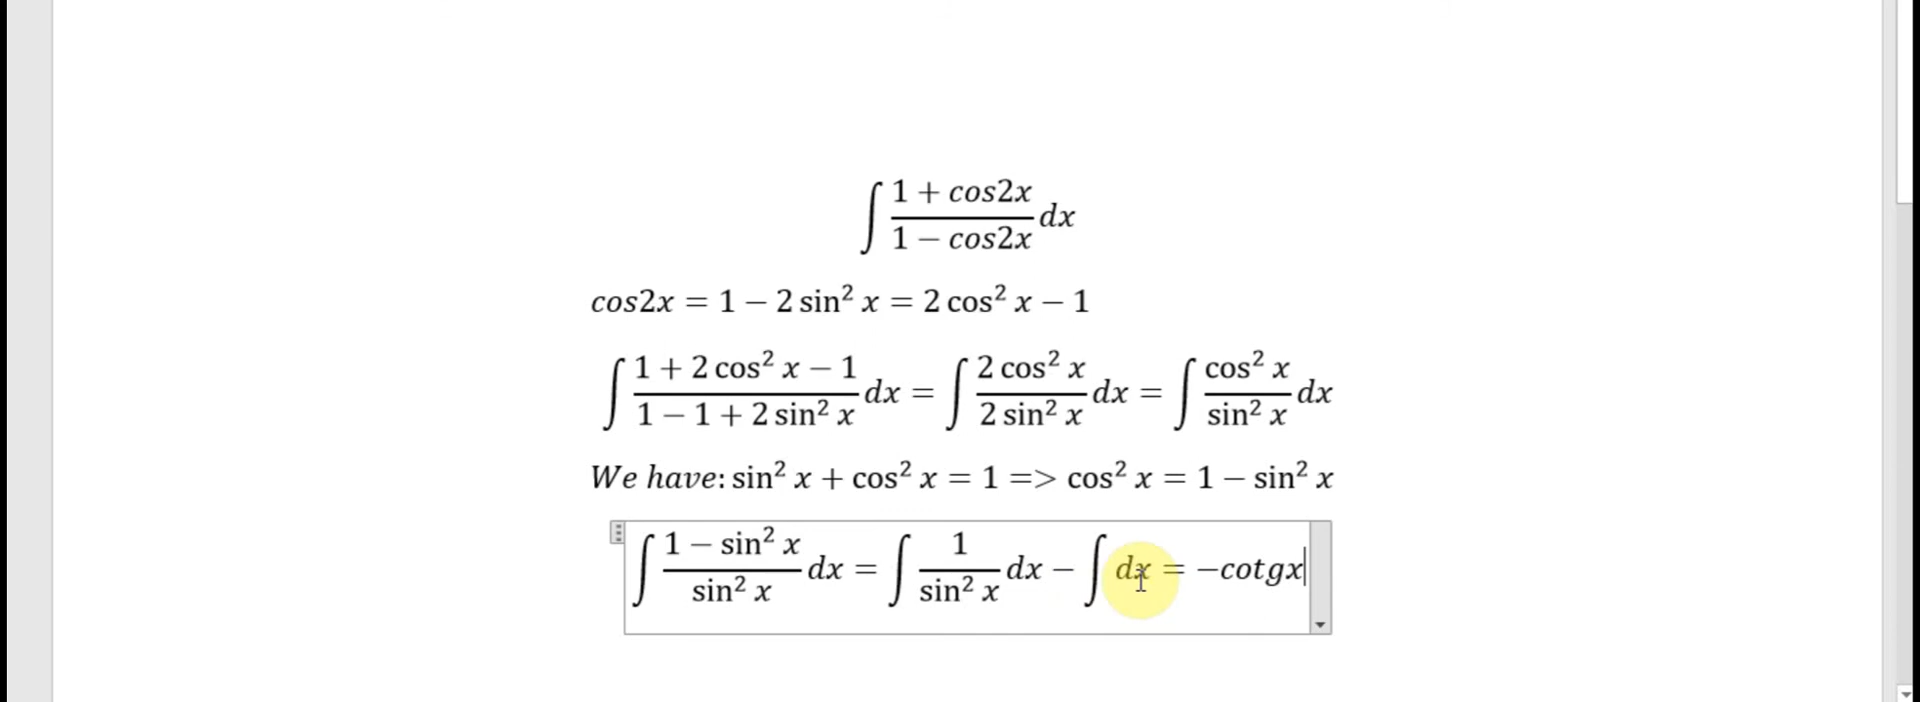 ∫ (1 + cos2x)/(1 − cos2x) dx
cos2x = 1 − 2 sin² x = 2 cos² x − 1
∫ (1 + 2 cos² x − 1)/(1 − 1 + 2 sin² x) dx = ∫ (2 cos² x)/(2 sin² x) dx = ∫ (cos² x)/(sin² x) dx
We have: sin² x + cos² x = 1 => cos² x = 1 − sin² x
∫ (1 − sin² x)/(sin² x) dx = ∫ 1/(sin² x) dx − ∫ dx = −cotgx